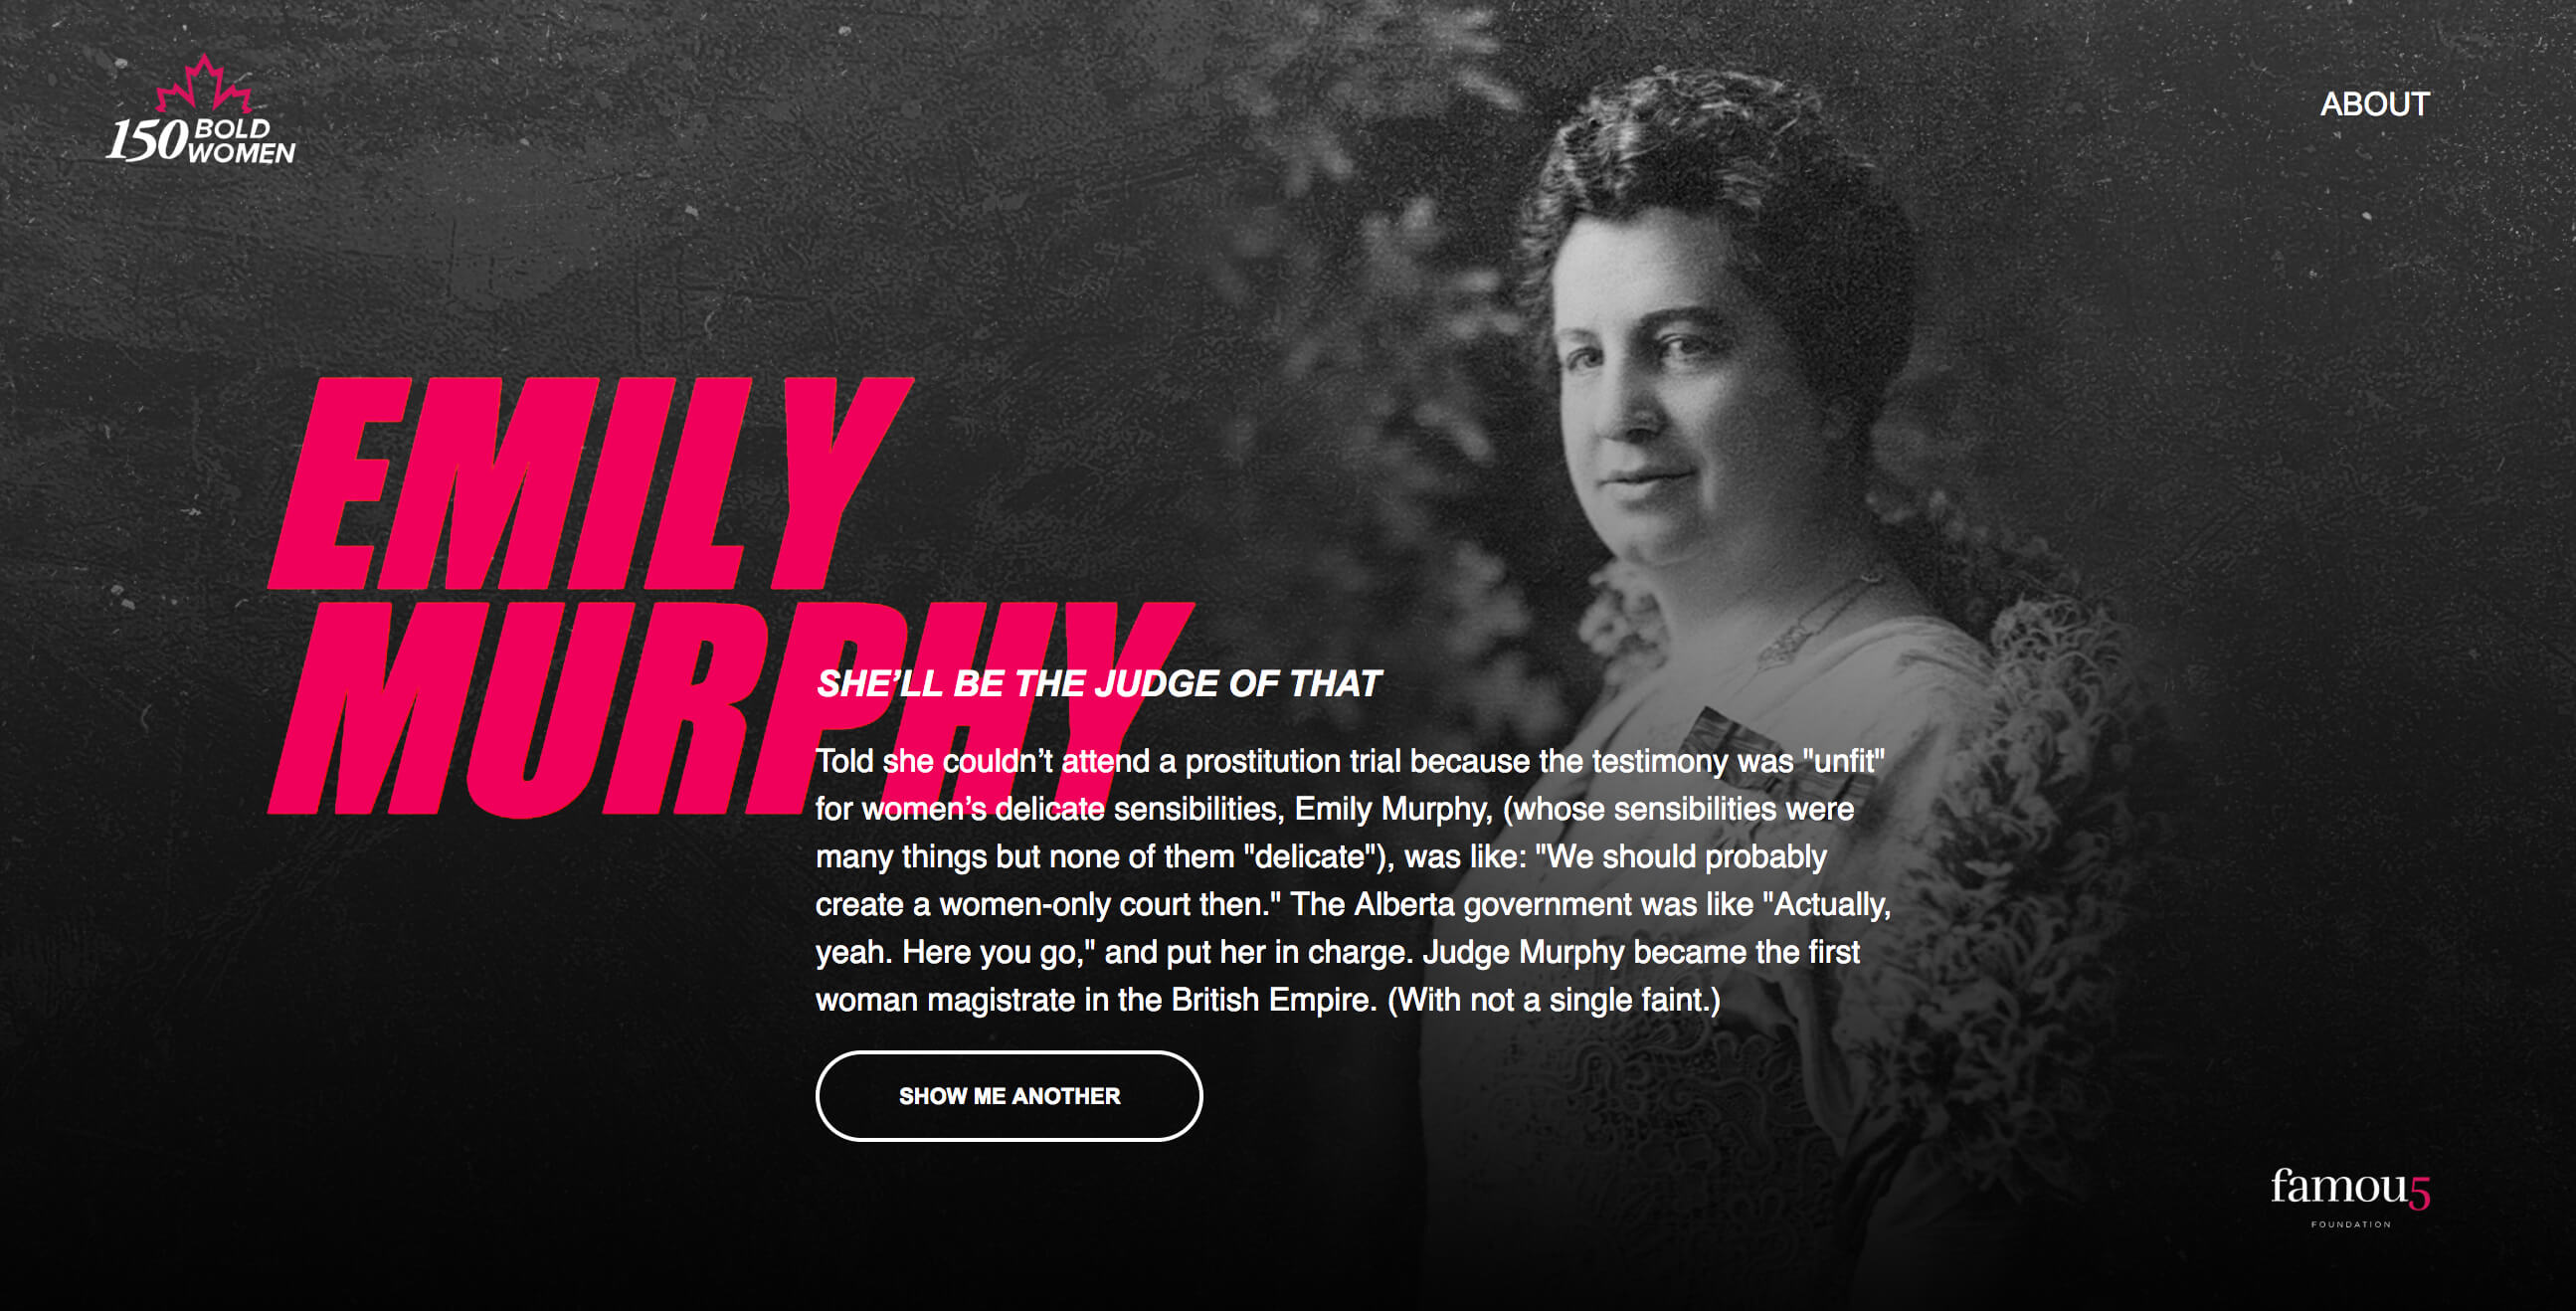 150 BOLD
WOMEN
ABOUT
EMILY
MURPHY
SHE’LL BE THE JUDGE OF THAT
Told she couldn’t attend a prostitution trial because the testimony was "unfit"
for women’s delicate sensibilities, Emily Murphy, (whose sensibilities were
many things but none of them "delicate"), was like: "We should probably
create a women-only court then." The Alberta government was like "Actually,
yeah. Here you go," and put her in charge. Judge Murphy became the first
woman magistrate in the British Empire. (With not a single faint.)
SHOW ME ANOTHER
famou5
FOUNDATION